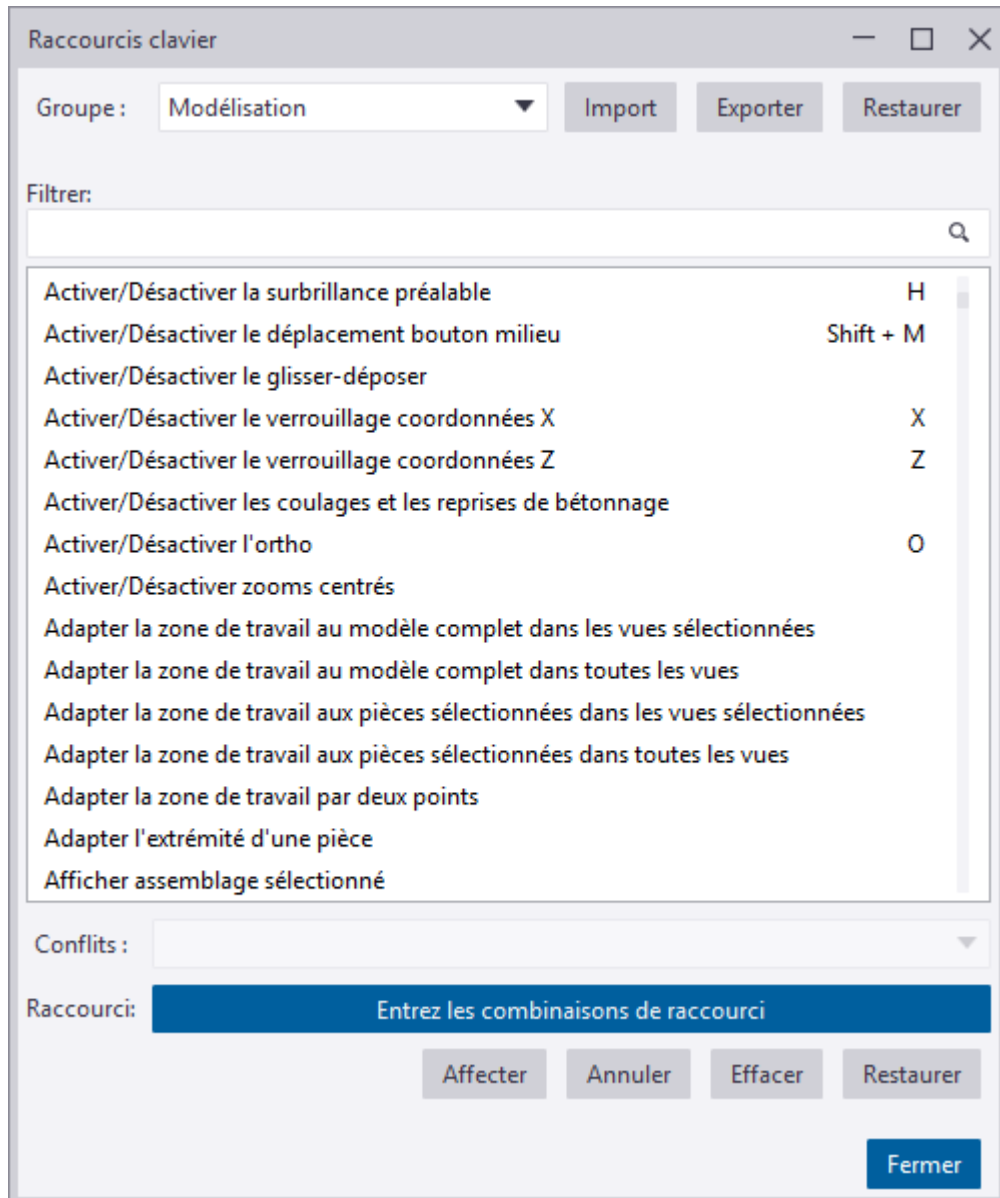 Raccourcis clavier
Groupe : Modélisation Import Exporter Restaurer
Filtrer:
Activer/Désactiver la surbrillance préalable H
Activer/Désactiver le déplacement bouton milieu Shift + M
Activer/Désactiver le glisser-déposer
Activer/Désactiver le verrouillage coordonnées X X
Activer/Désactiver le verrouillage coordonnées Z Z
Activer/Désactiver les coulages et les reprises de bétonnage
Activer/Désactiver l'ortho O
Activer/Désactiver zooms centrés
Adapter la zone de travail au modèle complet dans les vues sélectionnées
Adapter la zone de travail au modèle complet dans toutes les vues
Adapter la zone de travail aux pièces sélectionnées dans les vues sélectionnées
Adapter la zone de travail aux pièces sélectionnées dans toutes les vues
Adapter la zone de travail par deux points
Adapter l'extrémité d'une pièce
Afficher assemblage sélectionné
Conflits :
Raccourci: Entrez les combinaisons de raccourci
Affecter Annuler Effacer Restaurer
Fermer